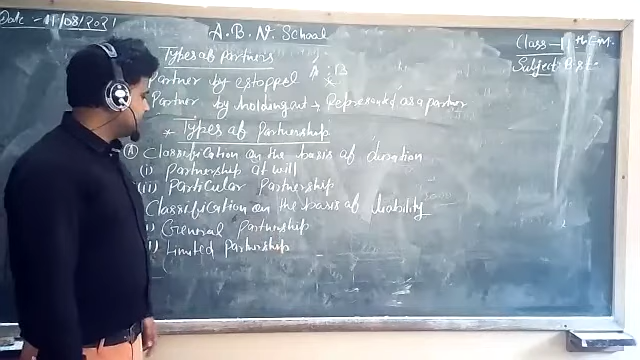 Date :- 11/08/2021
A. B. N. School
Class - 11th
Subject: B.St.
Types of partners
Partner by estoppel A : B
Partner by holding out → Represented as a partner
* Types of Partnership
(A) Classification on the basis of duration
(i) Partnership at will
(ii) Particular Partnership
Classification on the basis of liability
i) General Partnership
ii) Limited Partnership